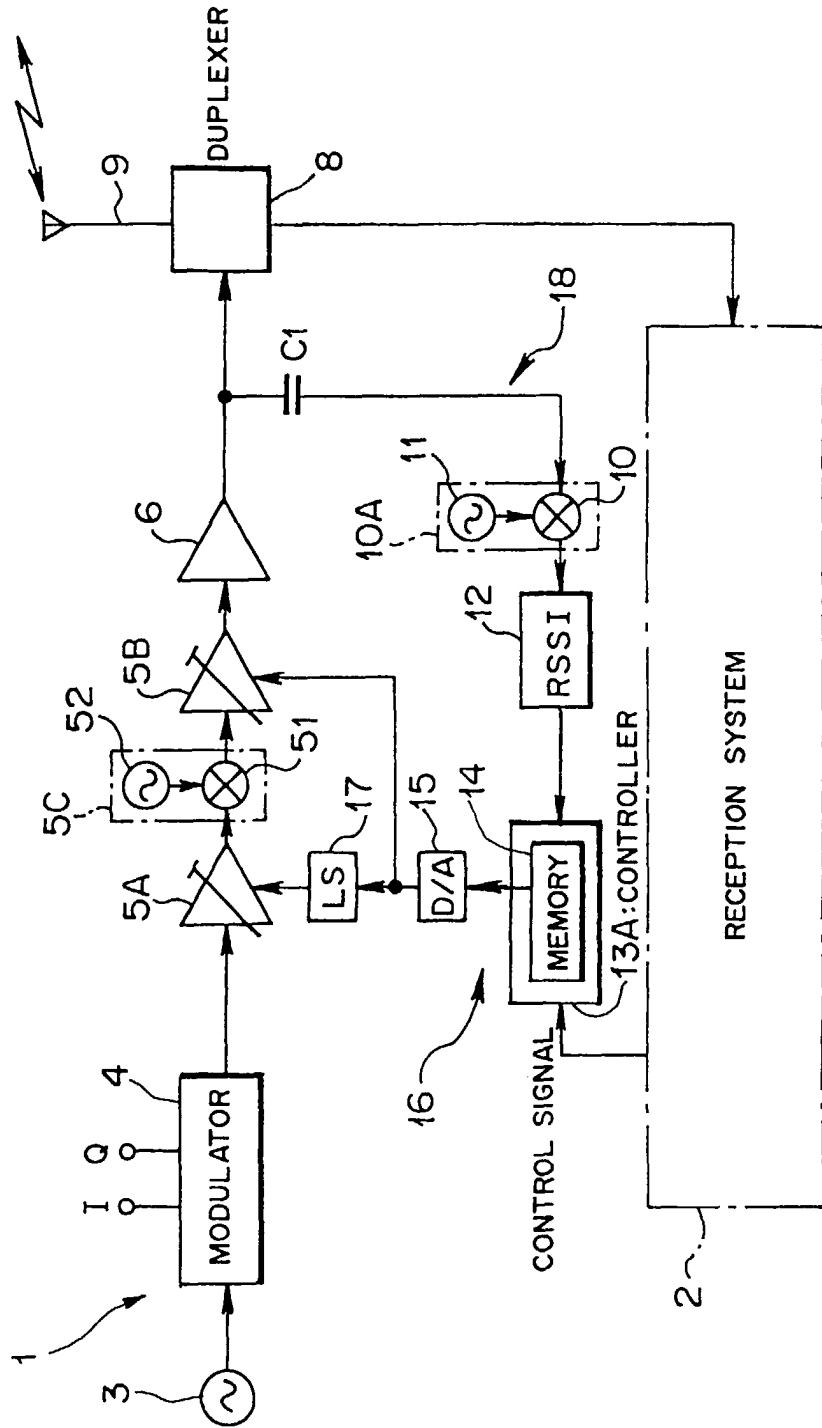 1
3
I
Q
4
MODULATOR
5A
5C
52
51
5B
6
9
DUPLEXER
8
C1
18
11
10A
10
12
RSSI
17
LS
15
D/A
14
MEMORY
13A:CONTROLLER
16
CONTROL SIGNAL
RECEPTION SYSTEM
2